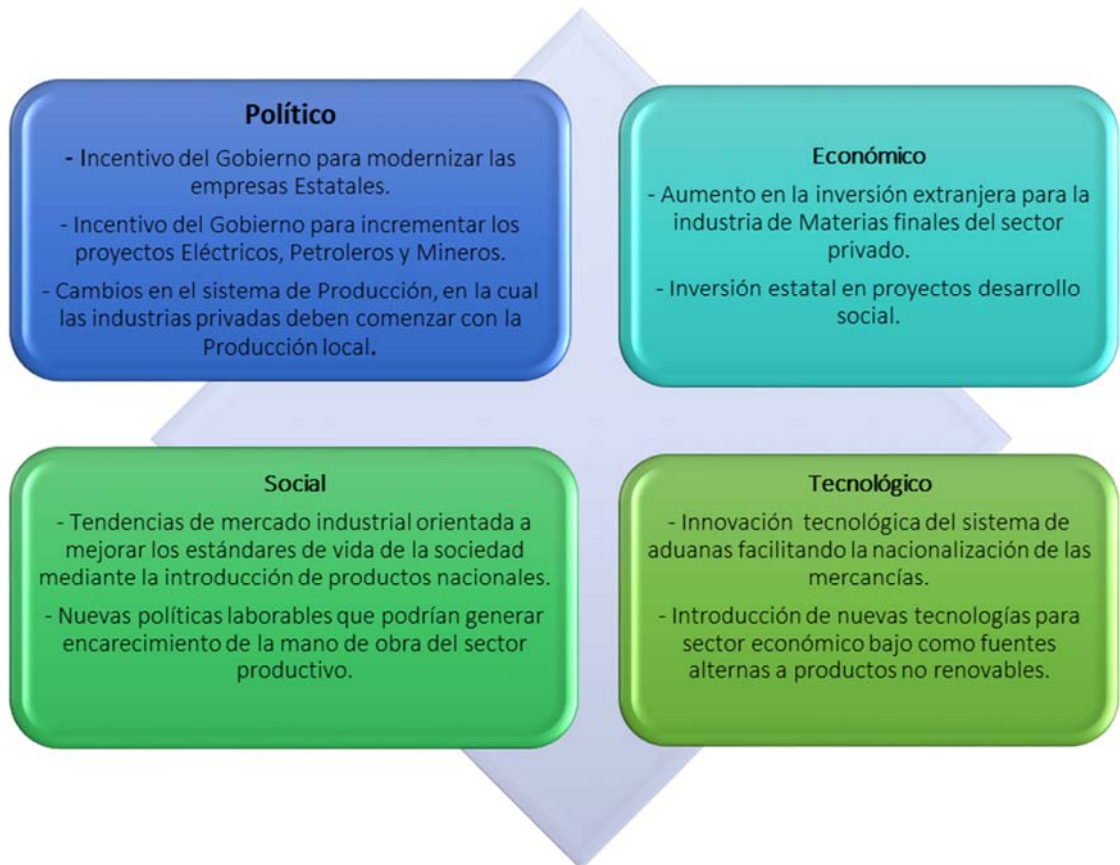 Político
- Incentivo del Gobierno para modernizar las
empresas Estatales.
- Incentivo del Gobierno para incrementar los
proyectos Eléctricos, Petroleros y Mineros.
- Cambios en el sistema de Producción, en la cual
las industrias privadas deben comenzar con la
Producción local.
Económico
- Aumento en la inversión extranjera para la
industria de Materias finales del sector
privado.
- Inversión estatal en proyectos desarrollo
social.
Social
- Tendencias de mercado industrial orientada a
mejorar los estándares de vida de la sociedad
mediante la introducción de productos nacionales.
- Nuevas políticas laborables que podrían generar
encarecimiento de la mano de obra del sector
productivo.
Tecnológico
- Innovación tecnológica del sistema de
aduanas facilitando la nacionalización de las
mercancías.
- Introducción de nuevas tecnologías para
sector económico bajo como fuentes
alternas a productos no renovables.